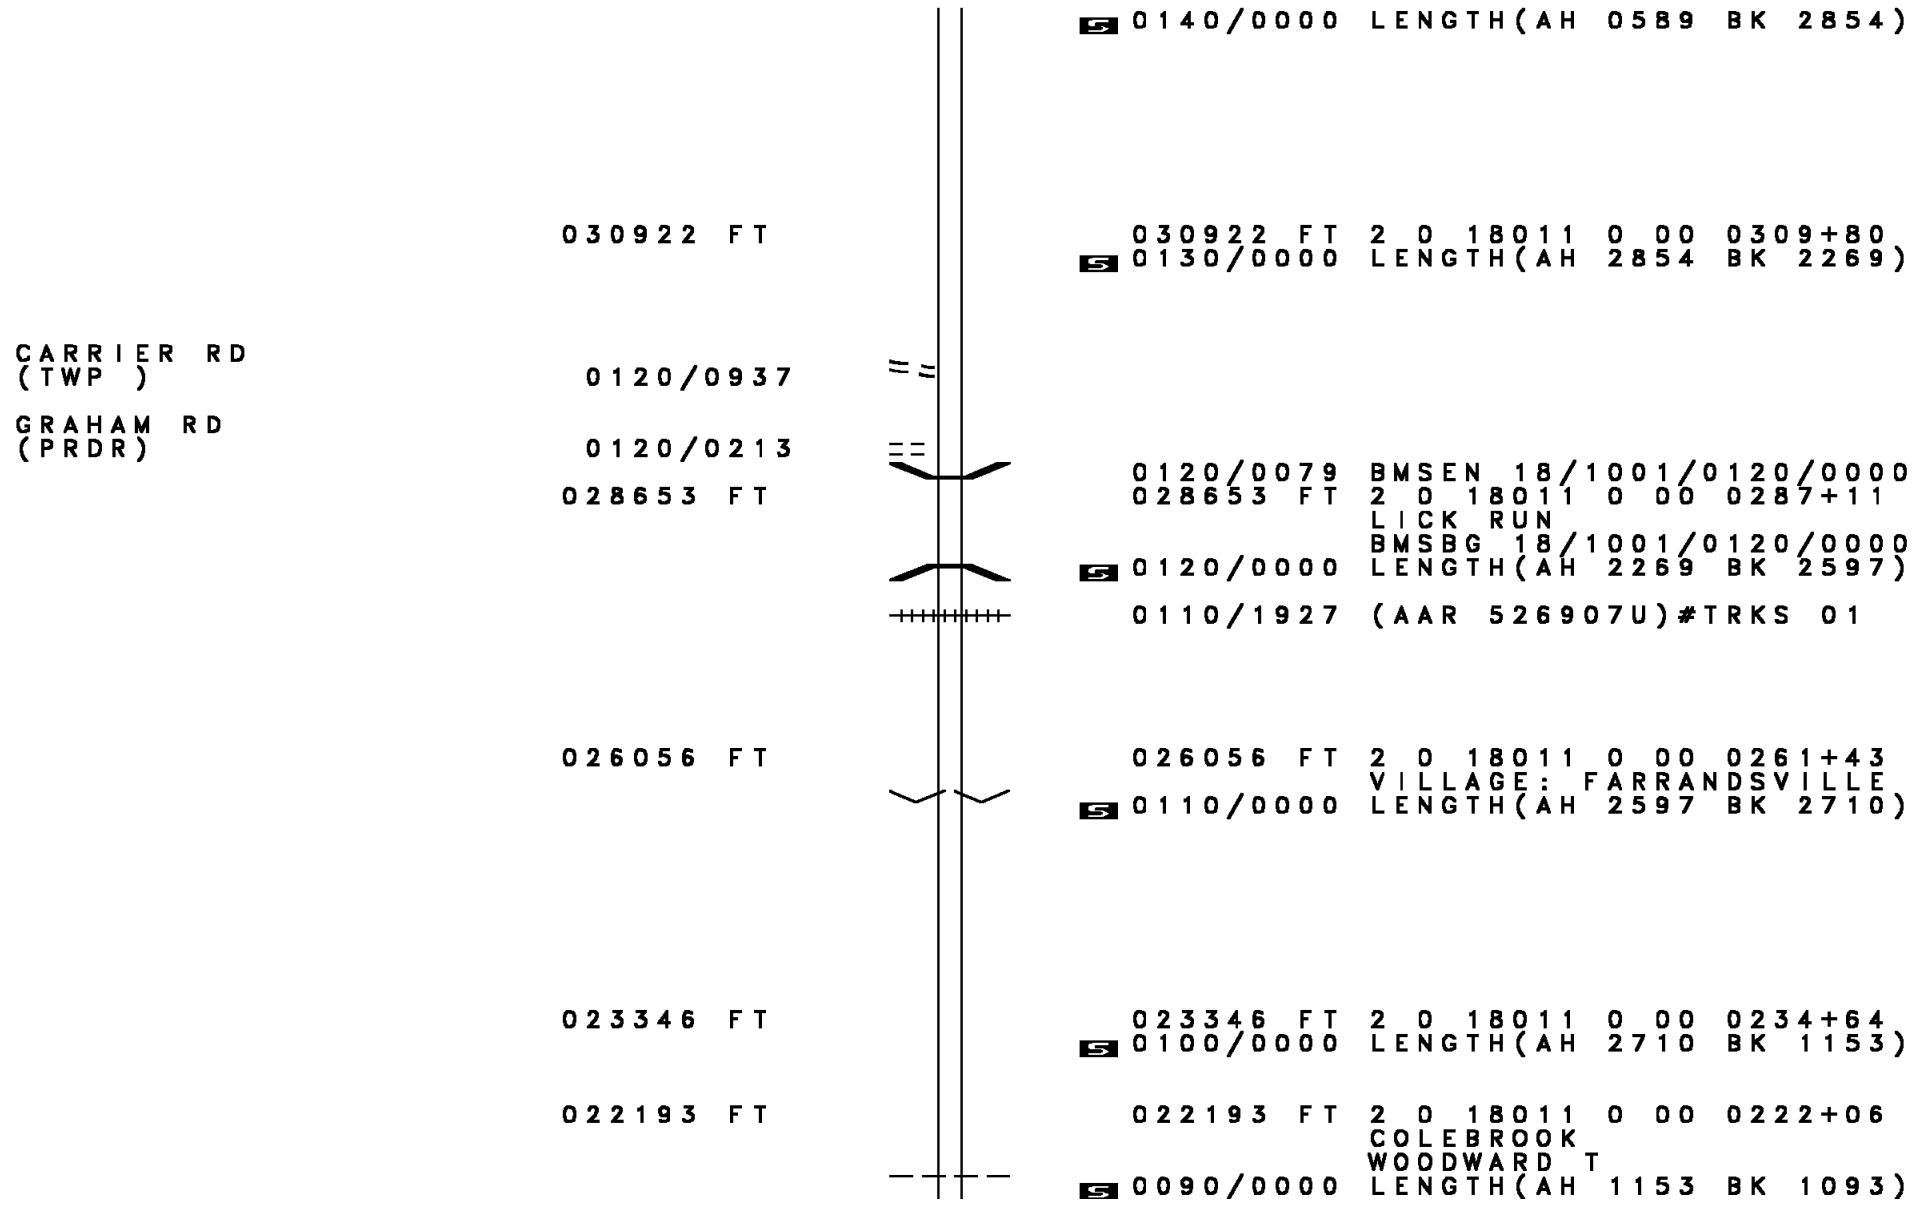 S 0140/0000 LENGTH(AH 0589 BK 2854)
030922 FT 030922 FT 2 0 18011 0 00 0309+80
S 0130/0000 LENGTH(AH 2854 BK 2269)
CARRIER RD
(TWP ) 0120/0937
GRAHAM RD
(PRDR) 0120/0213
0120/0079 BMSEN 18/1001/0120/0000
028653 FT 028653 FT 2 0 18011 0 00 0287+11
LICK RUN
BMSBG 18/1001/0120/0000
S 0120/0000 LENGTH(AH 2269 BK 2597)
0110/1927 (AAR 526907U)#TRKS 01
026056 FT 026056 FT 2 0 18011 0 00 0261+43
VILLAGE: FARRANDSVILLE
S 0110/0000 LENGTH(AH 2597 BK 2710)
023346 FT 023346 FT 2 0 18011 0 00 0234+64
S 0100/0000 LENGTH(AH 2710 BK 1153)
022193 FT 022193 FT 2 0 18011 0 00 0222+06
COLEBROOK
WOODWARD T
S 0090/0000 LENGTH(AH 1153 BK 1093)